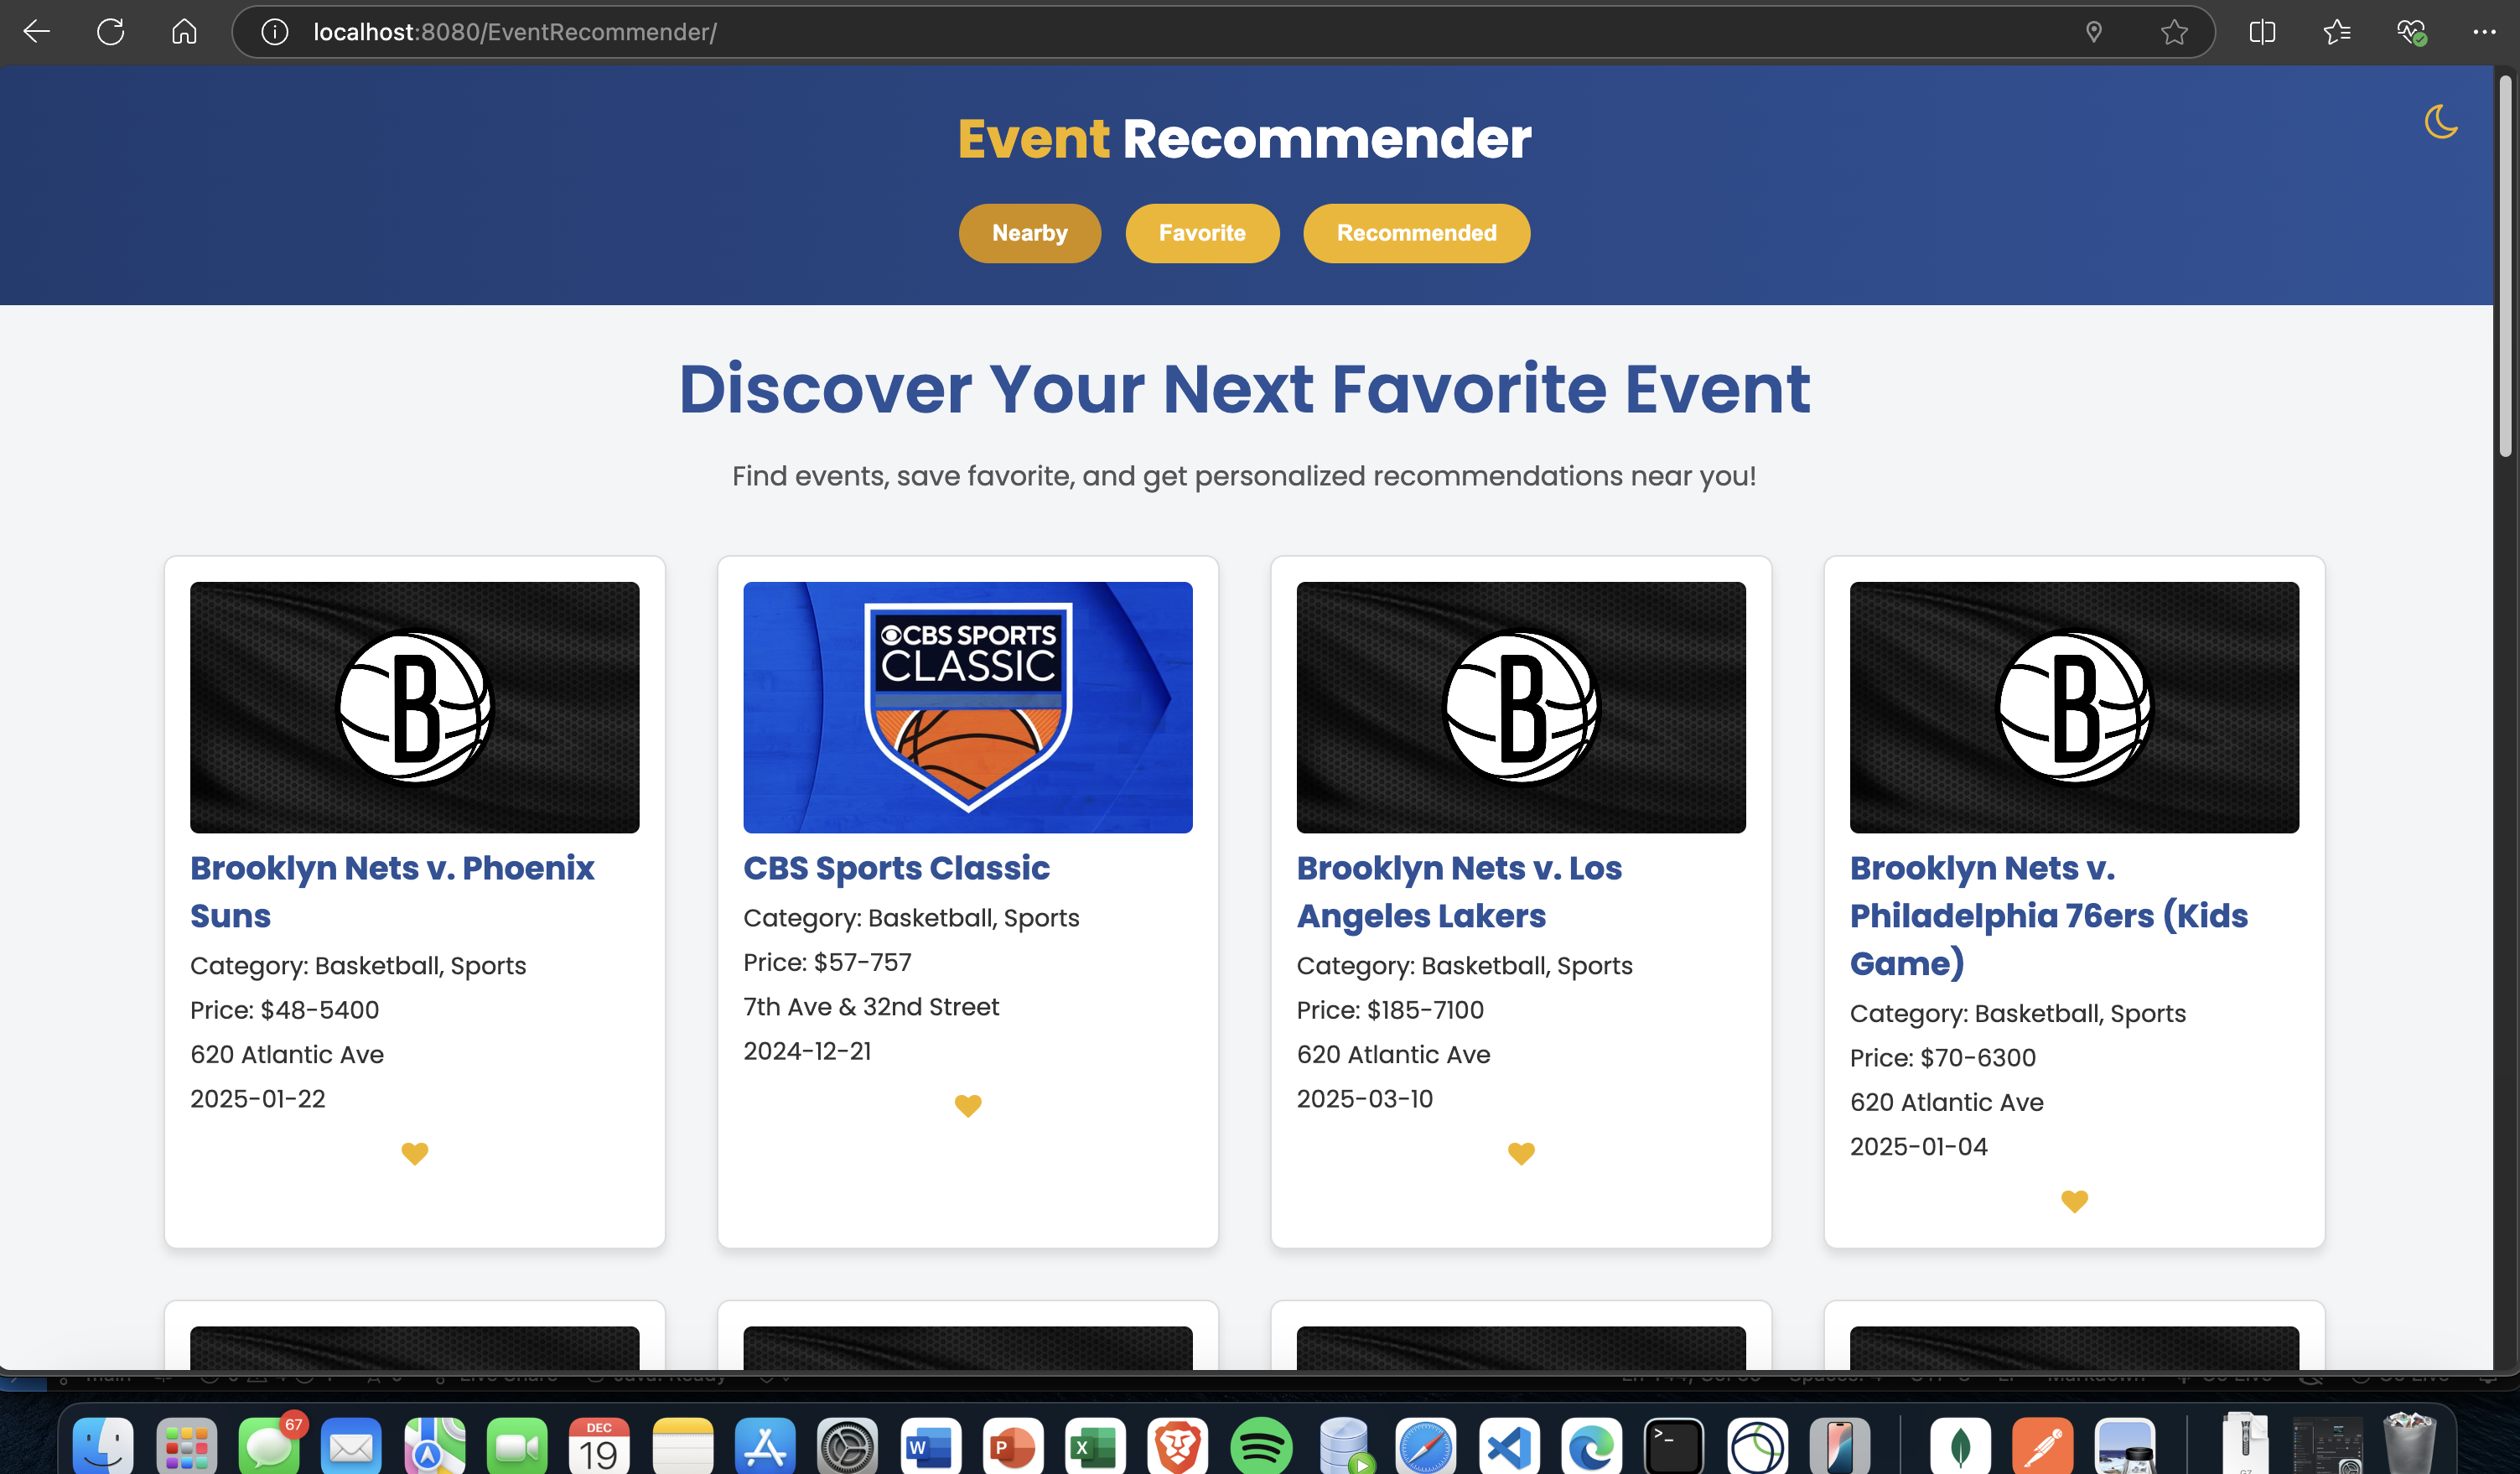 localhost:8080/EventRecommender/
Event Recommender
Nearby Favorite Recommended
Discover Your Next Favorite Event
Find events, save favorite, and get personalized recommendations near you!
B
CBS SPORTS
CLASSIC
B
B
Brooklyn Nets v. Phoenix
Suns
Category: Basketball, Sports
Price: $48-5400
620 Atlantic Ave
2025-01-22
CBS Sports Classic
Category: Basketball, Sports
Price: $57-757
7th Ave & 32nd Street
2024-12-21
Brooklyn Nets v. Los
Angeles Lakers
Category: Basketball, Sports
Price: $185-7100
620 Atlantic Ave
2025-03-10
Brooklyn Nets v.
Philadelphia 76ers (Kids
Game)
Category: Basketball, Sports
Price: $70-6300
620 Atlantic Ave
2025-01-04
67
DEC
19
W
P
X
>_